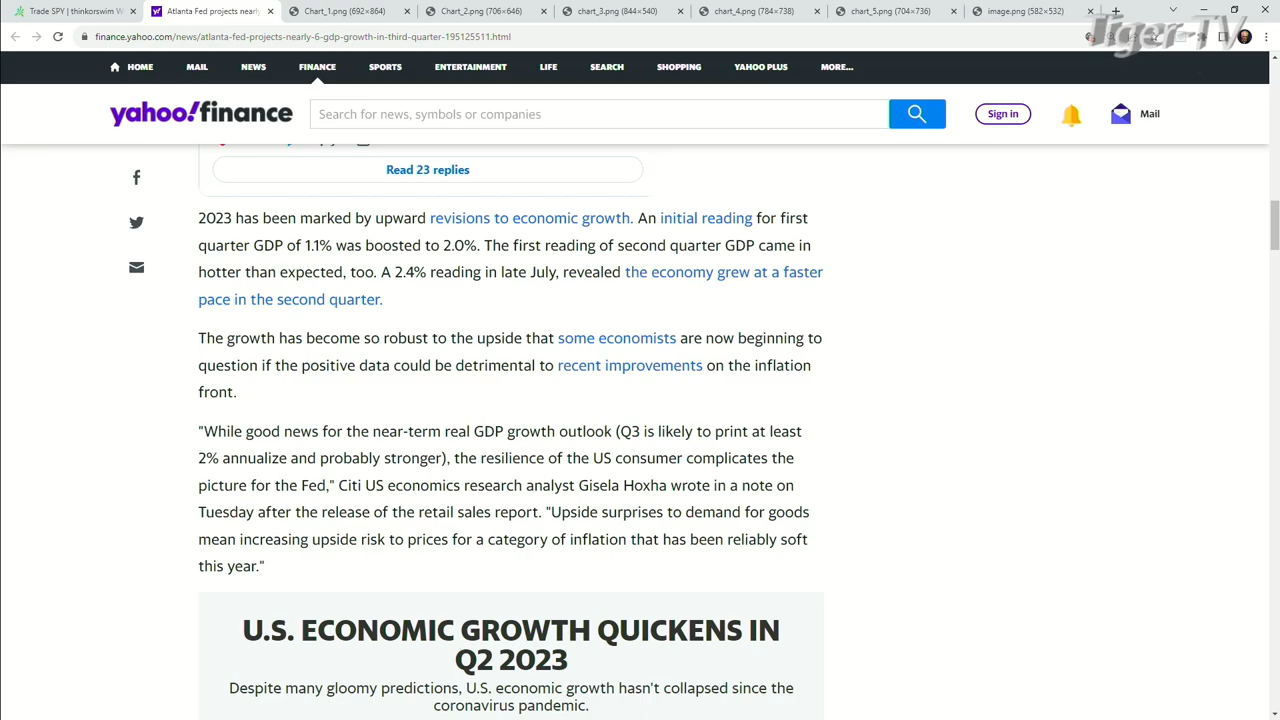 Trade SPY | thinkorswim W
Atlanta Fed projects nearly
Chart_1.png (692×864)
Chart_2.png (706×646)
chart_3.png (844×540)
chart_4.png (784×738)
chart_5.png (704×736)
image.png (582×532)
Tiger-TV
finance.yahoo.com/news/atlanta-fed-projects-nearly-6-gdp-growth-in-third-quarter-195125511.html
HOME MAIL NEWS FINANCE SPORTS ENTERTAINMENT LIFE SEARCH SHOPPING YAHOO PLUS MORE...
yahoo!finance
Search for news, symbols or companies
Sign in
Mail
Read 23 replies
2023 has been marked by upward revisions to economic growth. An initial reading for first
quarter GDP of 1.1% was boosted to 2.0%. The first reading of second quarter GDP came in
hotter than expected, too. A 2.4% reading in late July, revealed the economy grew at a faster
pace in the second quarter.
The growth has become so robust to the upside that some economists are now beginning to
question if the positive data could be detrimental to recent improvements on the inflation
front.
"While good news for the near-term real GDP growth outlook (Q3 is likely to print at least
2% annualize and probably stronger), the resilience of the US consumer complicates the
picture for the Fed," Citi US economics research analyst Gisela Hoxha wrote in a note on
Tuesday after the release of the retail sales report. "Upside surprises to demand for goods
mean increasing upside risk to prices for a category of inflation that has been reliably soft
this year."
U.S. ECONOMIC GROWTH QUICKENS IN
Q2 2023
Despite many gloomy predictions, U.S. economic growth hasn't collapsed since the
coronavirus pandemic.